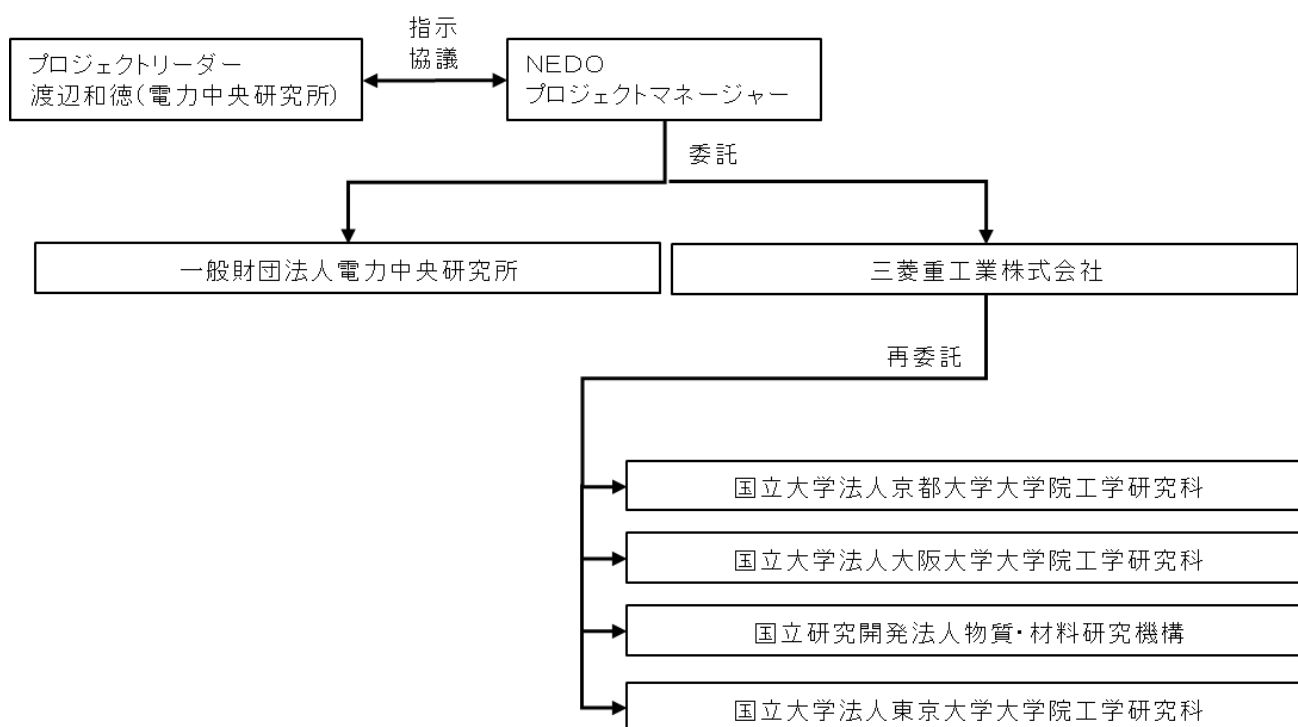 指示
協議
プロジェクトリーダー
渡辺和徳(電力中央研究所)
NEDO
プロジェクトマネージャー
委託
一般財団法人電力中央研究所
三菱重工業株式会社
再委託
国立大学法人京都大学大学院工学研究科
国立大学法人大阪大学大学院工学研究科
国立研究開発法人物質・材料研究機構
国立大学法人東京大学大学院工学研究科